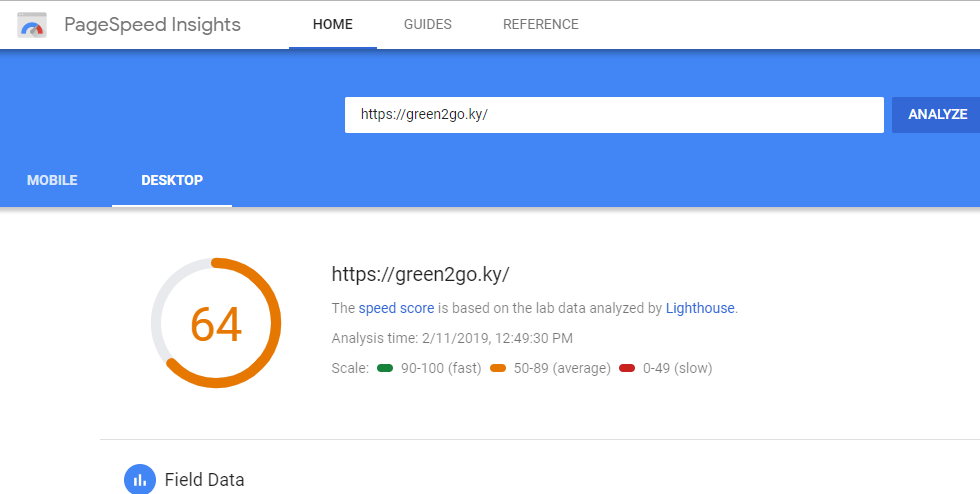 PageSpeed Insights HOME GUIDES REFERENCE
https://green2go.ky/ ANALYZE
MOBILE DESKTOP
64
https://green2go.ky/
The speed score is based on the lab data analyzed by Lighthouse.
Analysis time: 2/11/2019, 12:49:30 PM
Scale: 90-100 (fast) 50-89 (average) 0-49 (slow)
Field Data